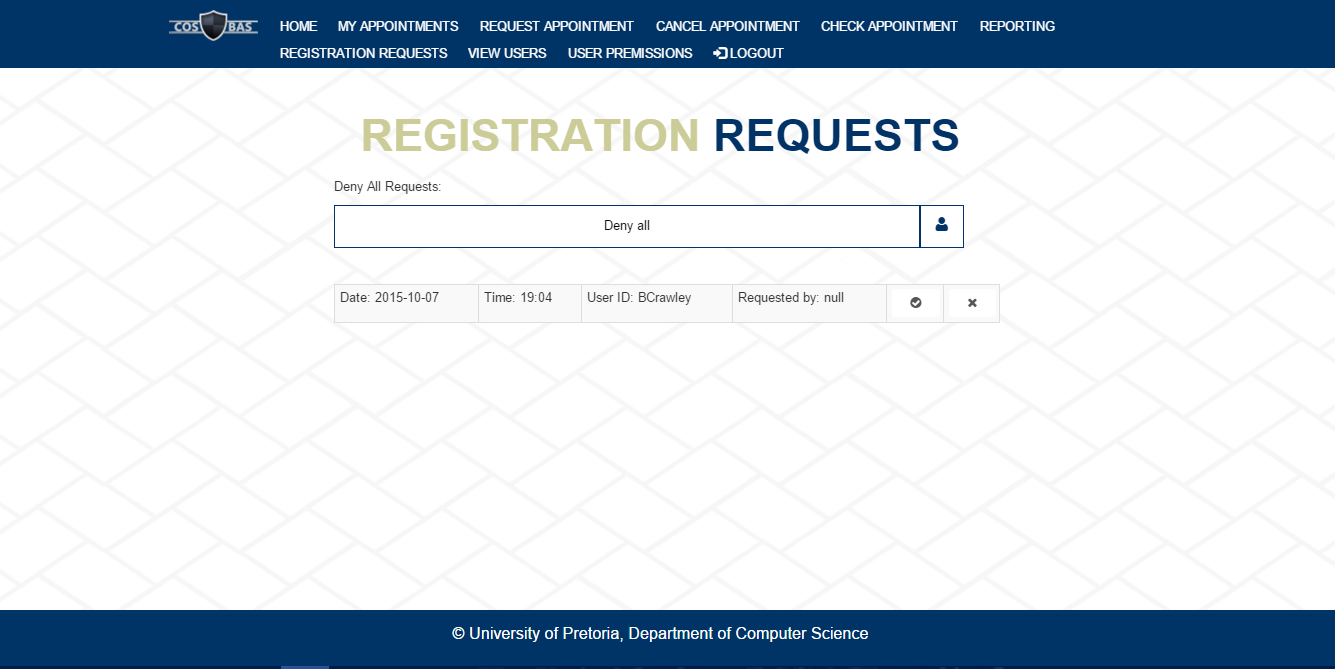 COS BAS HOME MY APPOINTMENTS REQUEST APPOINTMENT CANCEL APPOINTMENT CHECK APPOINTMENT REPORTING
REGISTRATION REQUESTS VIEW USERS USER PREMISSIONS LOGOUT
REGISTRATION REQUESTS
Deny All Requests:
Deny all
Date: 2015-10-07 Time: 19:04 User ID: BCrawley Requested by: null
© University of Pretoria, Department of Computer Science